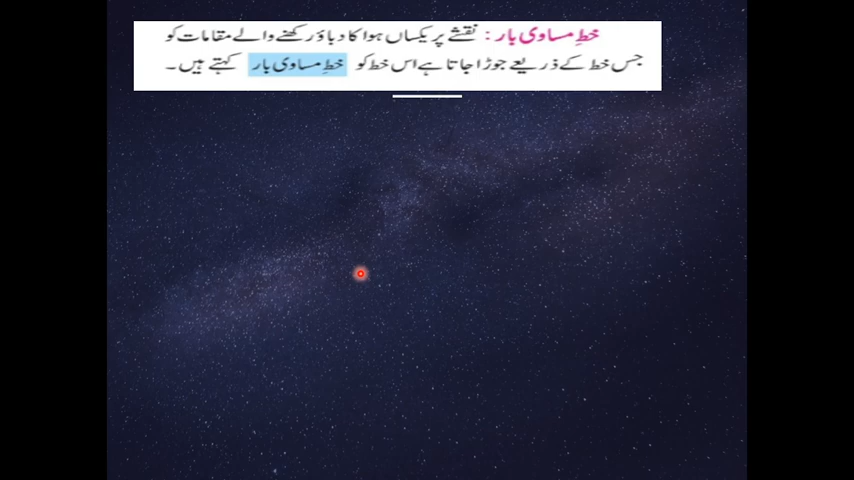 خطِ مساوی بار : نقشے پر یکساں ہوا کا دباؤ رکھنے والے مقامات کو
جس خط کے ذریعے جوڑا جاتا ہے اس خط کو خطِ مساوی بار کہتے ہیں ۔